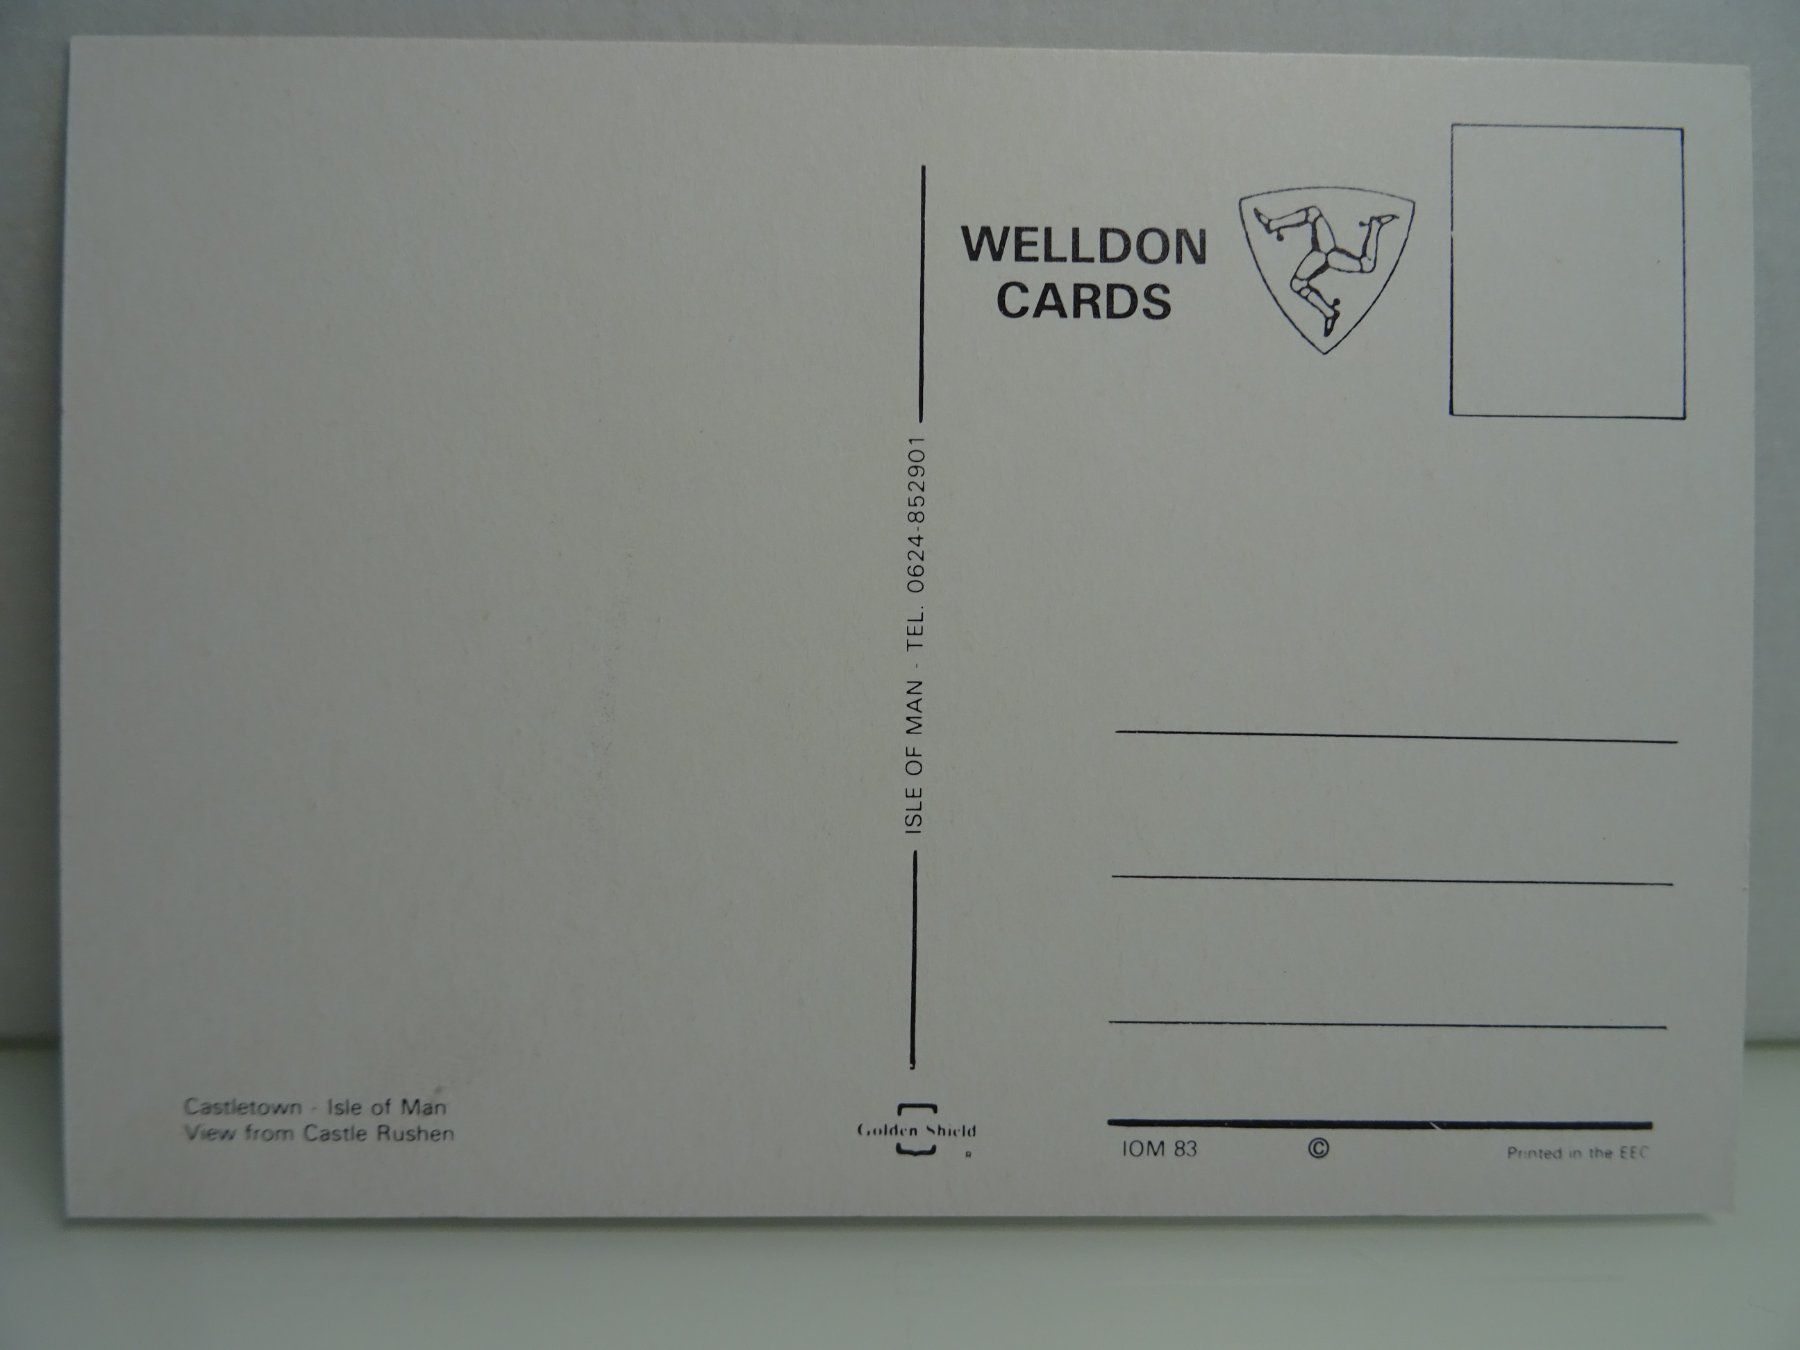 WELLDON
CARDS
ISLE OF MAN - TEL. 0624-852901
Castletown - Isle of Man
View from Castle Rushen
Golden Shield
R
IOM 83
©
Printed in the EEC